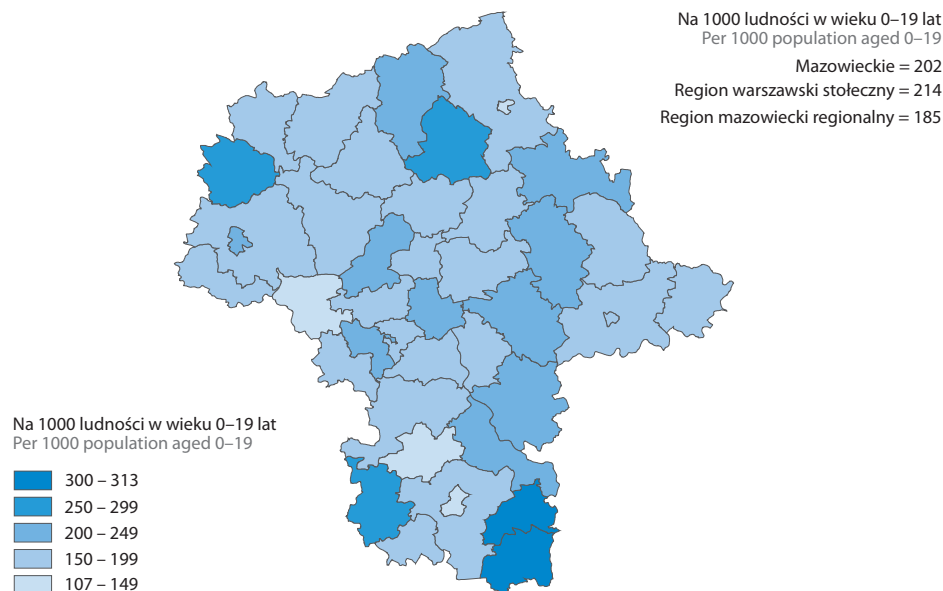 Na 1000 ludności w wieku 0–19 lat
Per 1000 population aged 0–19
Mazowieckie = 202
Region warszawski stołeczny = 214
Region mazowiecki regionalny = 185
Na 1000 ludności w wieku 0–19 lat
Per 1000 population aged 0–19
300 – 313
250 – 299
200 – 249
150 – 199
107 – 149